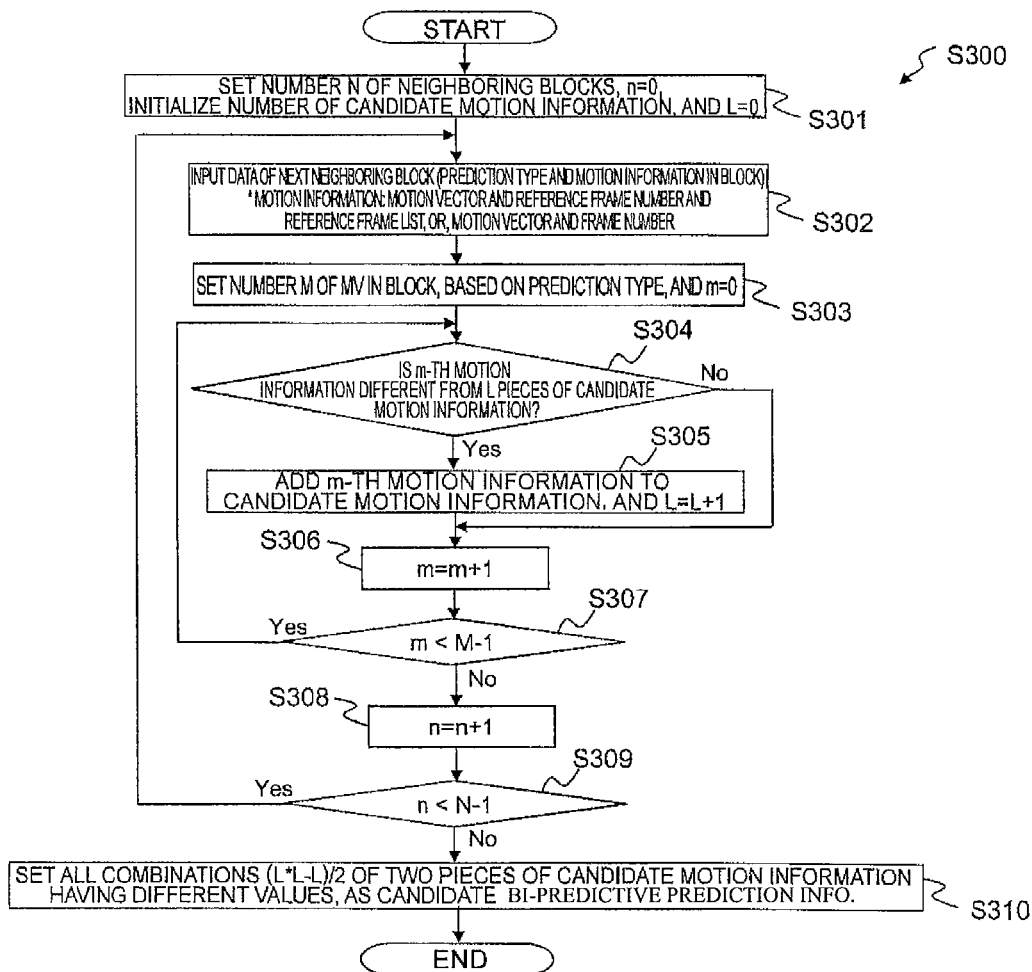 START
S300
SET NUMBER N OF NEIGHBORING BLOCKS, n=0,
INITIALIZE NUMBER OF CANDIDATE MOTION INFORMATION, AND L=0
S301
INPUT DATA OF NEXT NEIGHBORING BLOCK (PREDICTION TYPE AND MOTION INFORMATION IN BLOCK)
* MOTION INFORMATION: MOTION VECTOR AND REFERENCE FRAME NUMBER AND
REFERENCE FRAME LIST, OR, MOTION VECTOR AND FRAME NUMBER
S302
SET NUMBER M OF MV IN BLOCK, BASED ON PREDICTION TYPE, AND m=0
S303
S304
IS m-TH MOTION
INFORMATION DIFFERENT FROM L PIECES OF CANDIDATE
MOTION INFORMATION?
No
Yes
S305
ADD m-TH MOTION INFORMATION TO
CANDIDATE MOTION INFORMATION, AND L=L+1
S306
m=m+1
S307
Yes
m < M-1
No
S308
n=n+1
S309
Yes
n < N-1
No
SET ALL COMBINATIONS (L*L-L)/2 OF TWO PIECES OF CANDIDATE MOTION INFORMATION
HAVING DIFFERENT VALUES, AS CANDIDATE BI-PREDICTIVE PREDICTION INFO.
S310
END